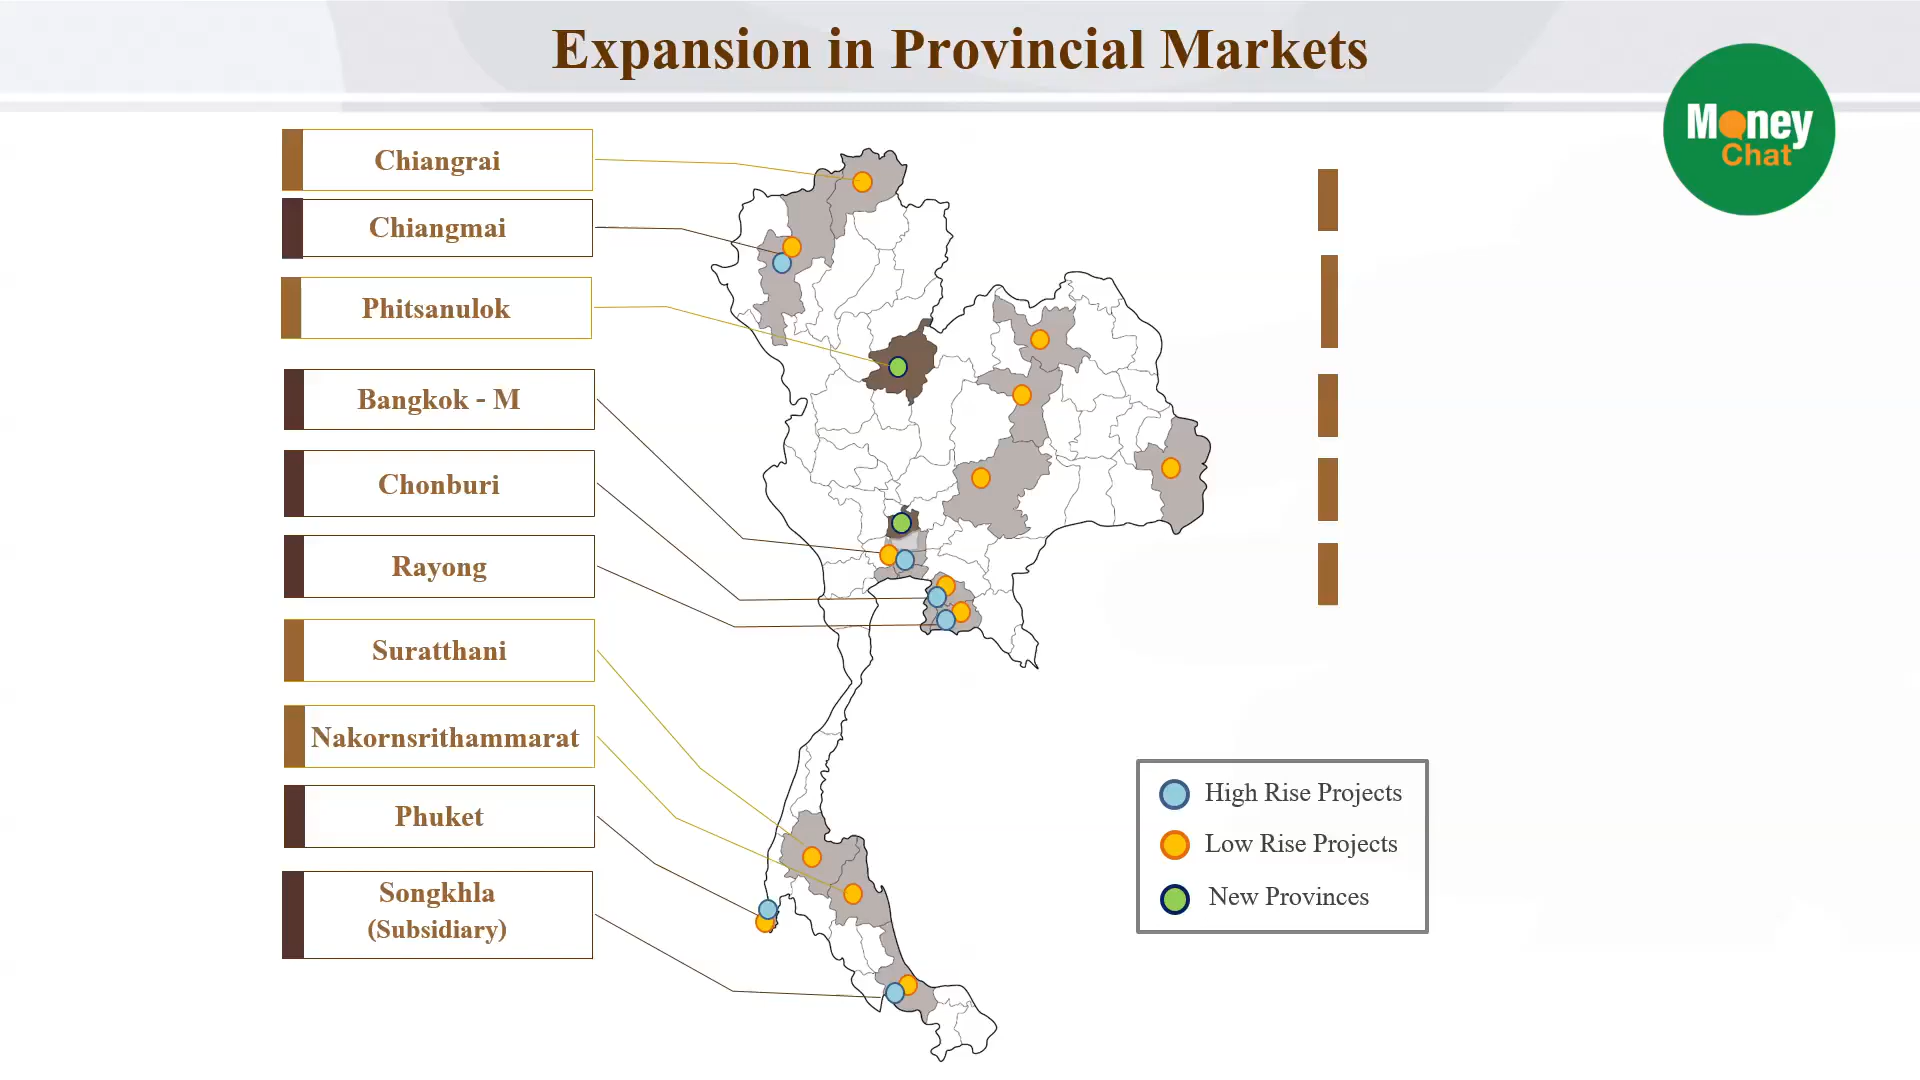 Expansion in Provincial Markets
Money
Chat
Chiangrai
Chiangmai
Phitsanulok
Bangkok - M
Chonburi
Rayong
Suratthani
Nakornsrithammarat
Phuket
Songkhla
(Subsidiary)
High Rise Projects
Low Rise Projects
New Provinces